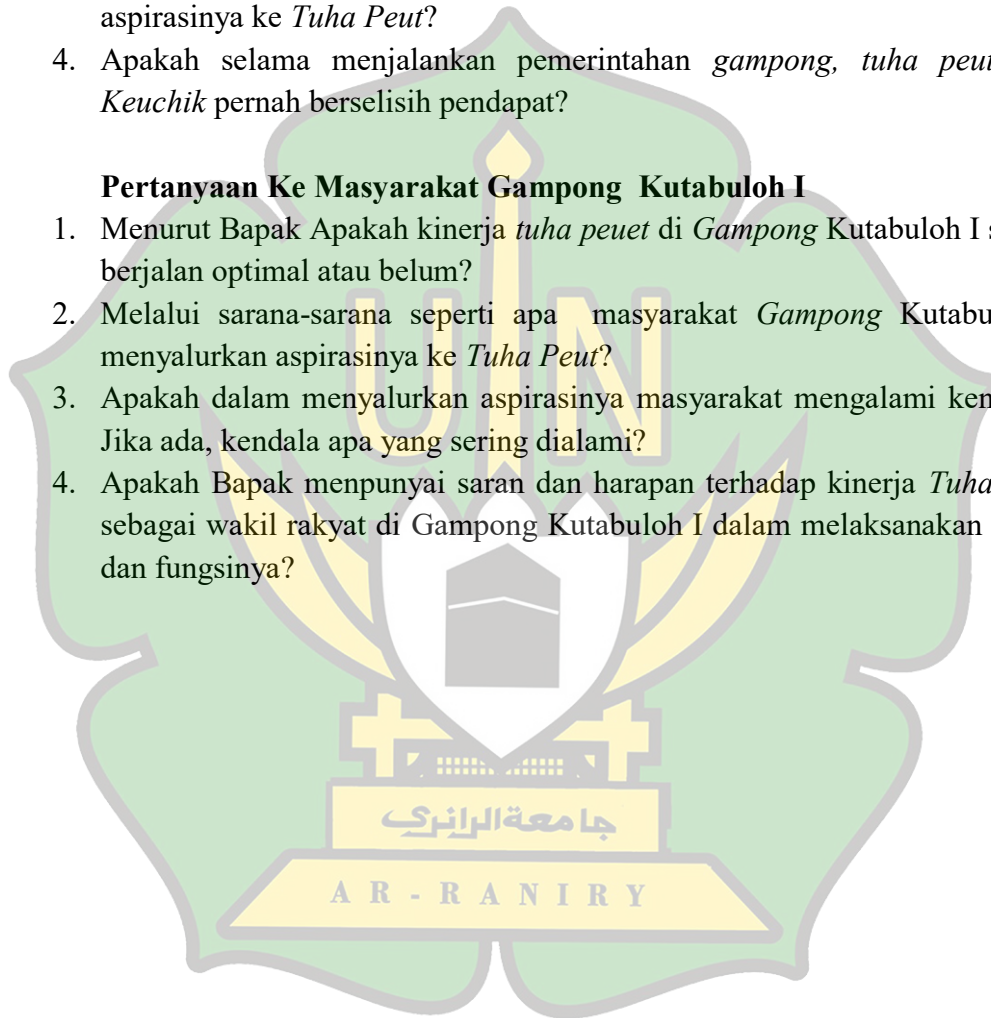 aspirasinya ke Tuha Peut?
4. Apakah selama menjalankan pemerintahan gampong, tuha peut
Keuchik pernah berselisih pendapat?
Pertanyaan Ke Masyarakat Gampong Kutabuloh I
1. Menurut Bapak Apakah kinerja tuha peuet di Gampong Kutabuloh I
berjalan optimal atau belum?
2. Melalui sarana-sarana seperti apa masyarakat Gampong
menyalurkan aspirasinya ke Tuha Peut?
3. Apakah dalam menyalurkan aspirasinya masyarakat mengalami
Jika ada, kendala apa yang sering dialami?
4. Apakah Bapak menpunyai saran dan harapan terhadap kinerja Tuha
sebagai wakil rakyat di Gampong Kutabuloh I dalam melaksanakan
dan fungsinya?
UIN
جامعةالرانري
AR-RANIRY